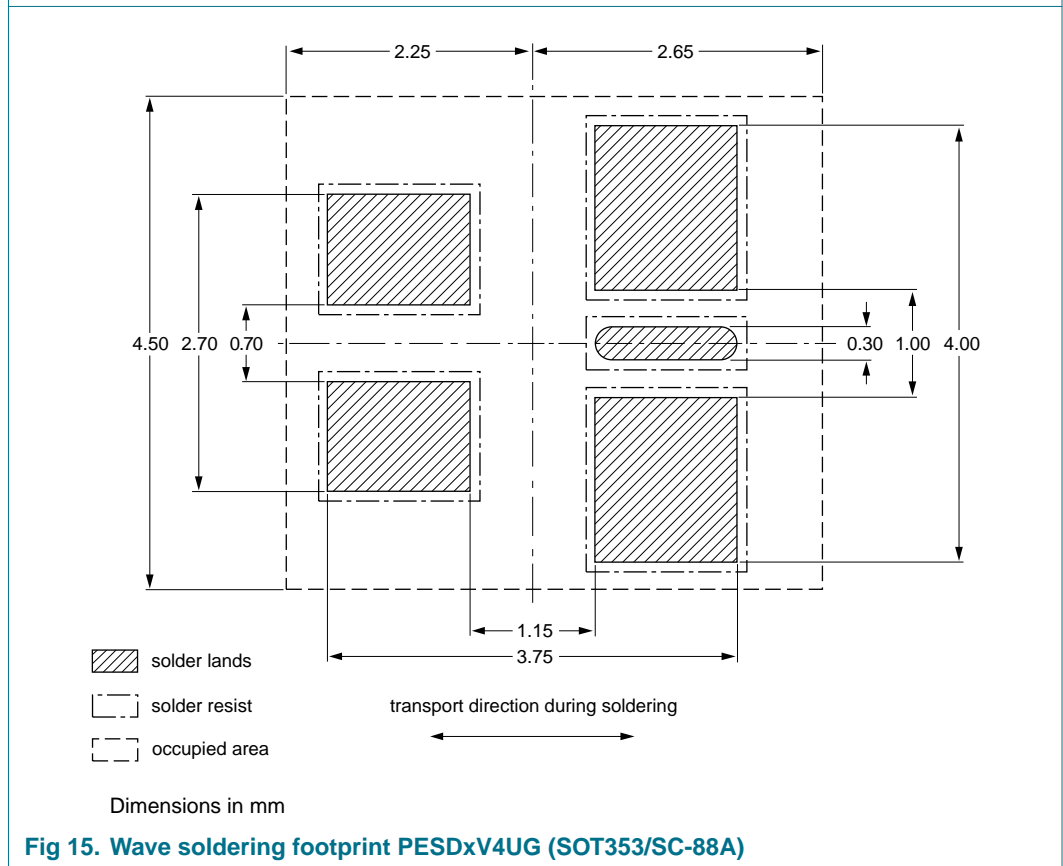 2.25 2.65
4.50 2.70 0.70 0.30 1.00 4.00
1.15
3.75
solder lands
solder resist
occupied area
transport direction during soldering
Dimensions in mm
Fig 15. Wave soldering footprint PESDxV4UG (SOT353/SC-88A)